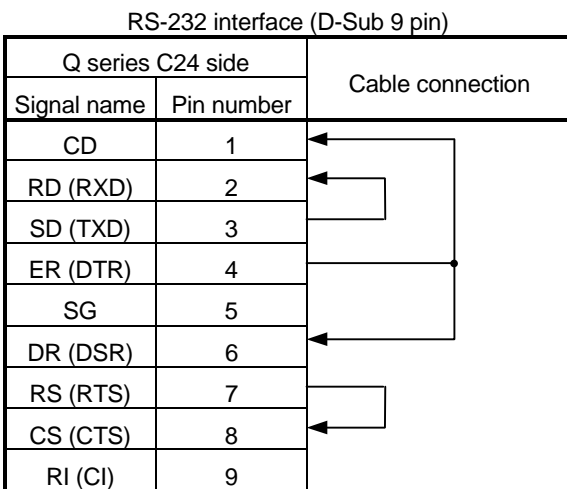 RS-232 interface (D-Sub 9 pin)
Q series C24 side
Cable connection
Signal name Pin number
CD 1
RD (RXD) 2
SD (TXD) 3
ER (DTR) 4
SG 5
DR (DSR) 6
RS (RTS) 7
CS (CTS) 8
RI (CI) 9